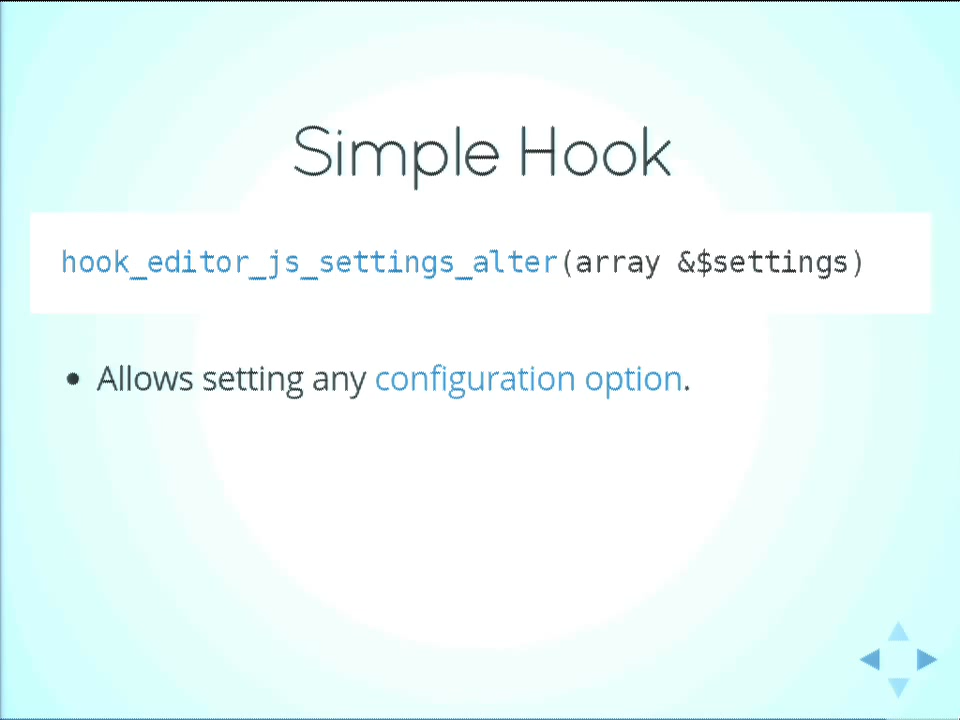 Simple Hook
hook_editor_js_settings_alter(array &$settings)
Allows setting any configuration option.